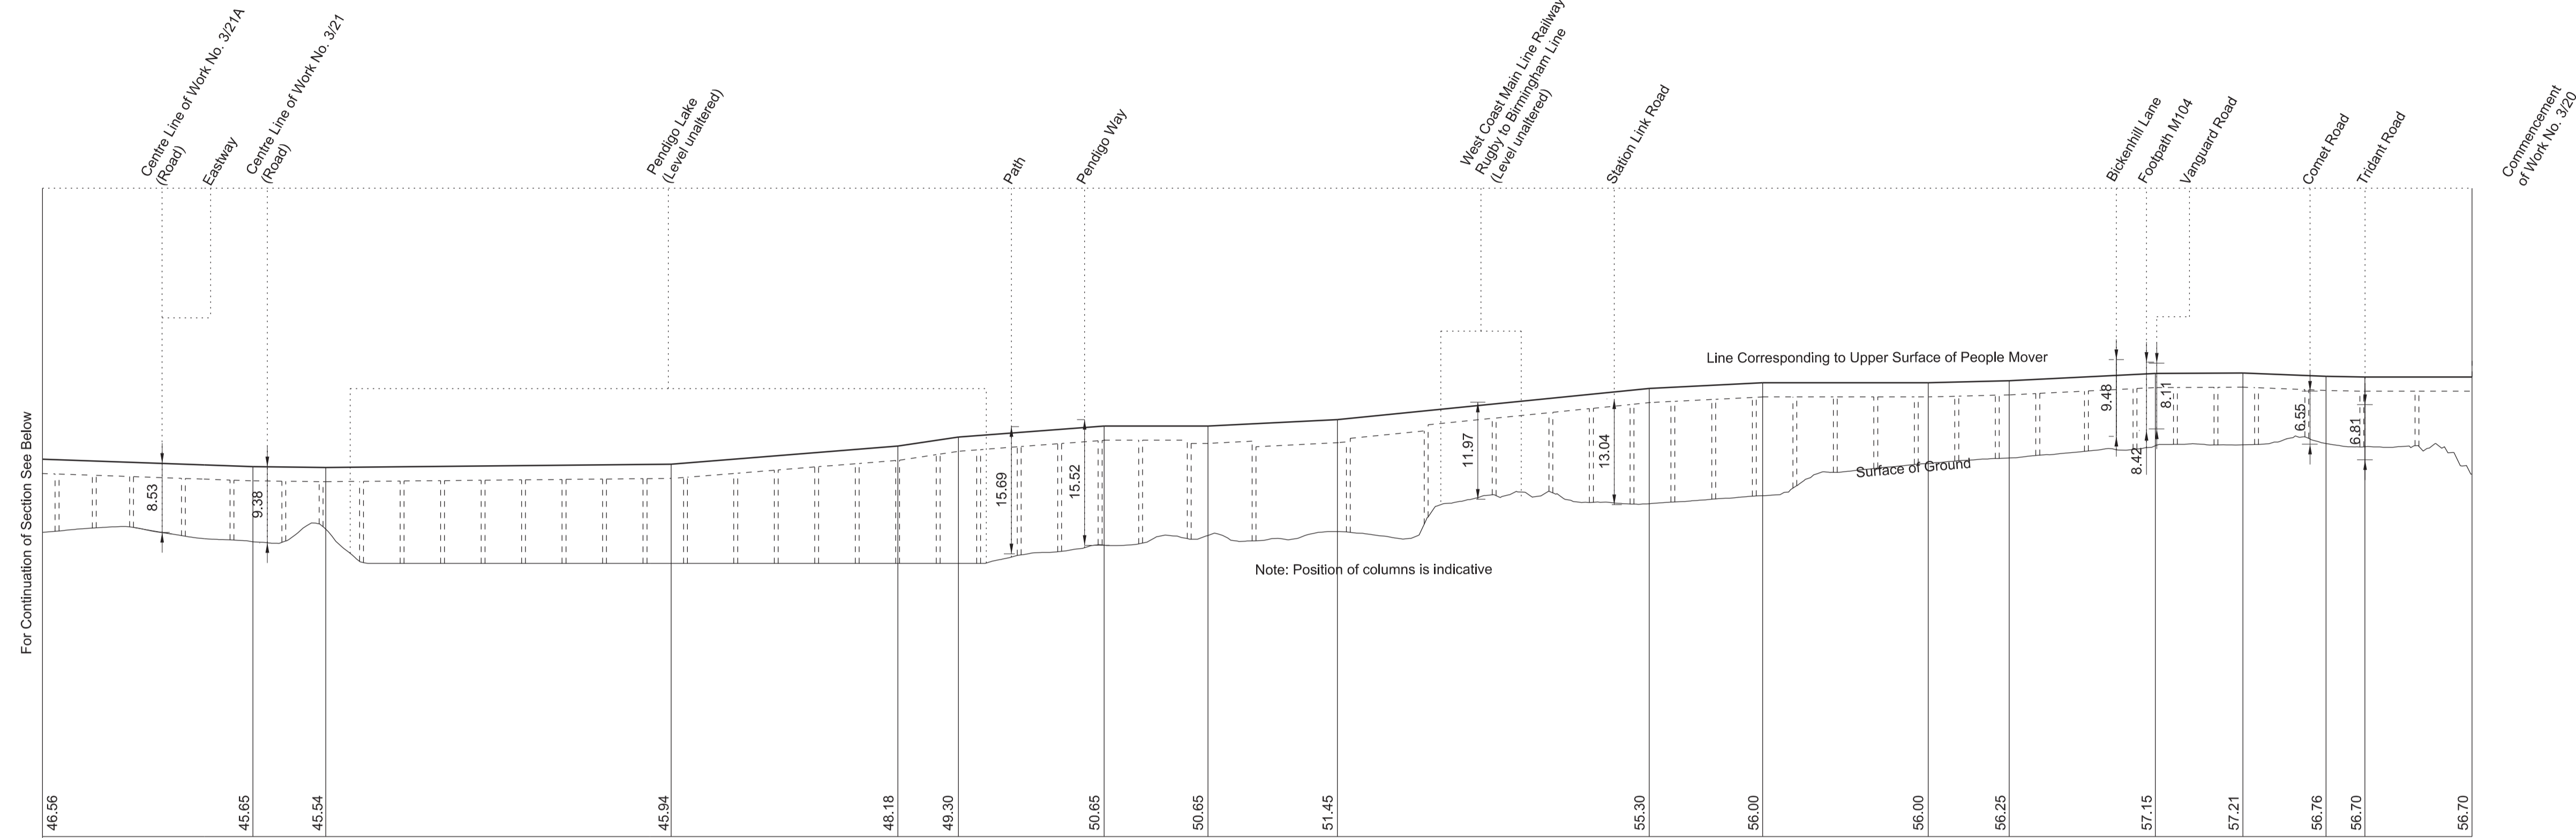 Centre Line of Work No. 3/21A
(Road)
Eastway
Centre Line of Work No. 3/21
(Road)
Pendigo Lake
(Level unaltered)
Path
Pendigo Way
West Coast Main Line Railway
Rugby to Birmingham Line
(Level unaltered)
Station Link Road
Bickenhill Lane
Footpath M104
Vanguard Road
Comet Road
Tridant Road
Commencement
of Work No. 3/20
For Continuation of Section See Below
Line Corresponding to Upper Surface of People Mover
8.53
9.38
15.69
15.52
11.97
13.04
9.48
8.42
8.11
6.55
6.81
Surface of Ground
Note: Position of columns is indicative
46.56
45.65
45.54
45.94
48.18
49.30
50.65
50.65
51.45
55.30
56.00
56.00
56.25
57.15
57.21
56.76
56.70
56.70